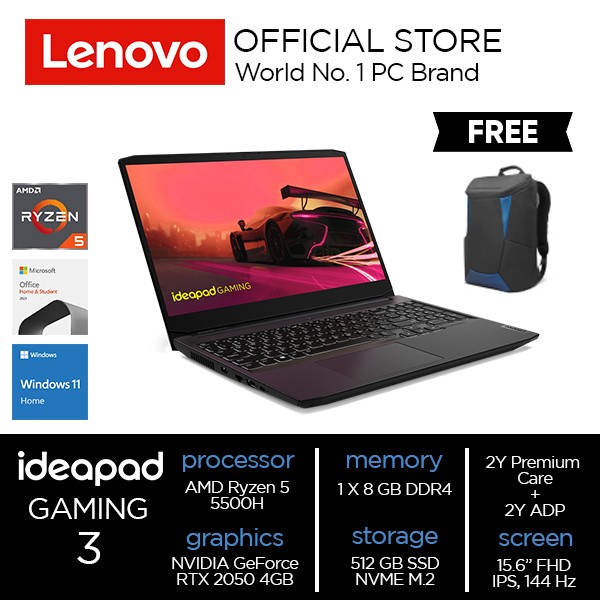 Lenovo
OFFICIAL STORE
World No. 1 PC Brand
FREE
AMD
RYZEN
5
Microsoft
Office
Home & Student
2021
Windows
Windows 11
Home
ideapad GAMING
ideapad
GAMING
3
processor
AMD Ryzen 5
5500H
graphics
NVIDIA GeForce
RTX 2050 4GB
memory
1 X 8 GB DDR4
storage
512 GB SSD
NVME M.2
2Y Premium
Care
+
2Y ADP
screen
15.6” FHD
IPS, 144 Hz